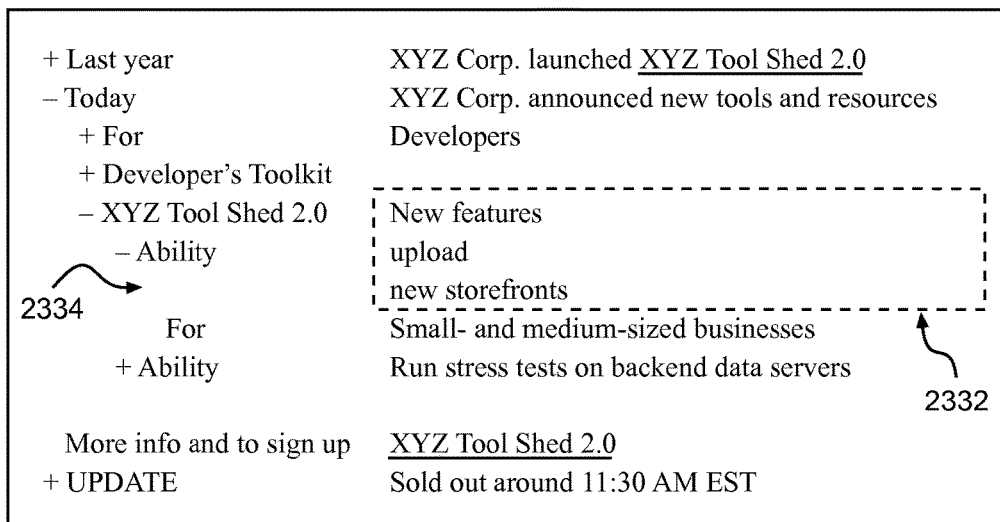 + Last year XYZ Corp. launched XYZ Tool Shed 2.0
– Today XYZ Corp. announced new tools and resources
+ For Developers
+ Developer's Toolkit
– XYZ Tool Shed 2.0 New features
– Ability upload
2334 new storefronts
For Small- and medium-sized businesses
+ Ability Run stress tests on backend data servers
2332
More info and to sign up XYZ Tool Shed 2.0
+ UPDATE Sold out around 11:30 AM EST